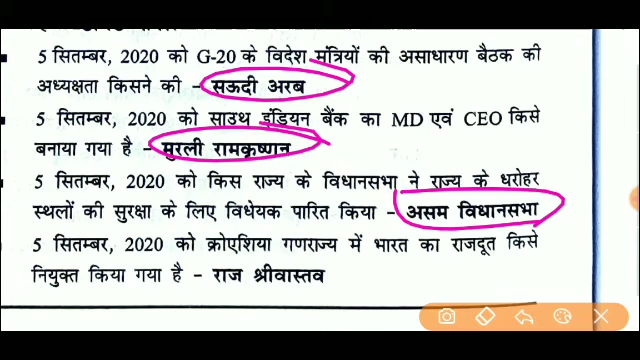 5 सितम्बर, 2020 को G-20 के विदेश मंत्रियों की असाधारण बैठक की
अध्यक्षता किसने की - सऊदी अरब
5 सितम्बर, 2020 को साउथ इंडियन बैंक का MD एवं CEO किसे
बनाया गया है - मुरली रामकृष्णन
5 सितम्बर, 2020 को किस राज्य के विधानसभा ने राज्य के धरोहर
स्थलों की सुरक्षा के लिए विधेयक पारित किया - असम विधानसभा
5 सितम्बर, 2020 को क्रोएशिया गणराज्य में भारत का राजदूत किसे
नियुक्त किया गया है - राज श्रीवास्तव